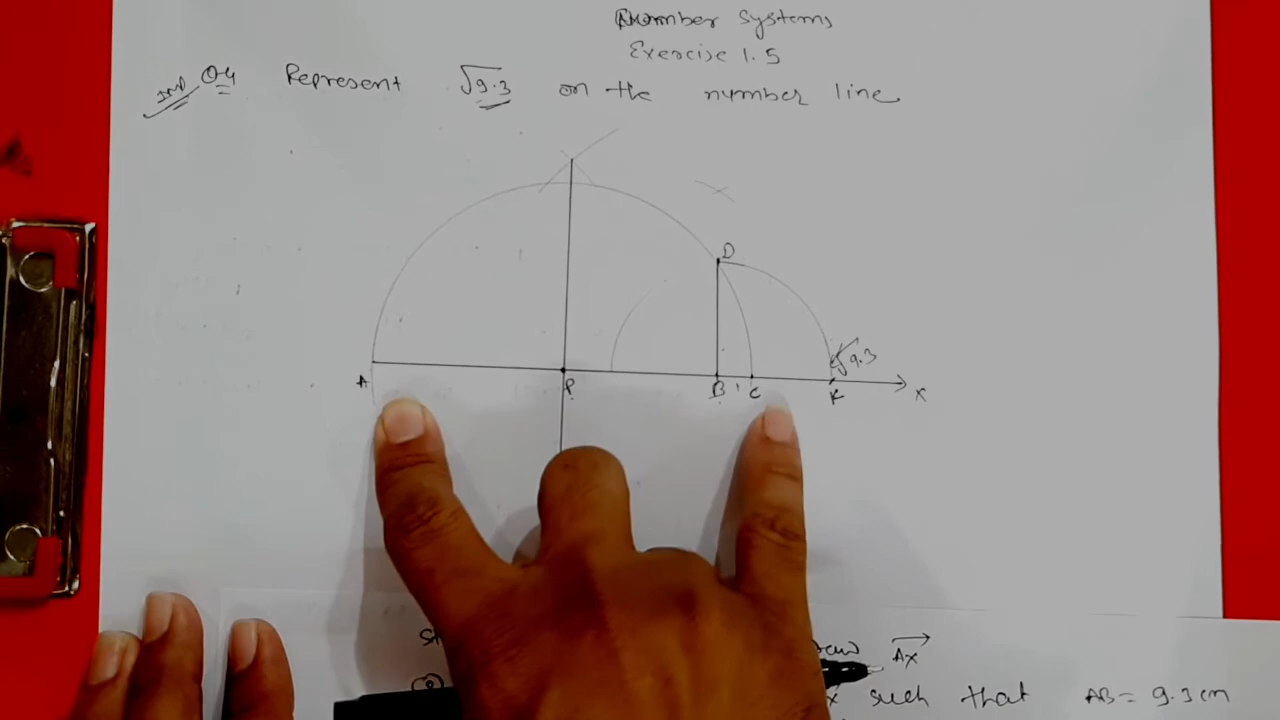 Number Systems
Exercise 1.5
Imp Q4 Represent √9.3 on the number line
D
√9.3
A P B 1 C K X
AX
such that AB = 9.3 cm